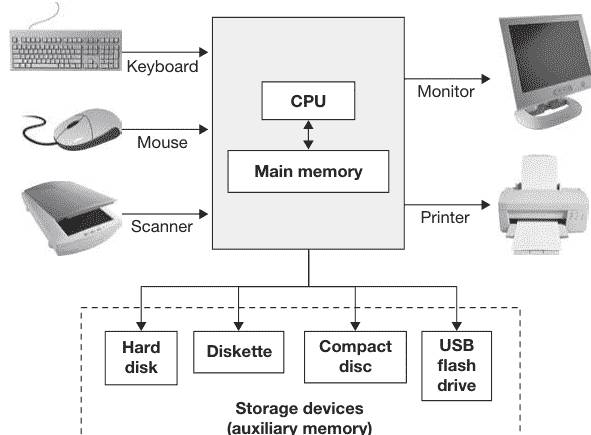 Keyboard
Mouse
Scanner
CPU
Main memory
Monitor
Printer
Hard
disk
Diskette
Compact
disc
USB
flash
drive
Storage devices
(auxiliary memory)